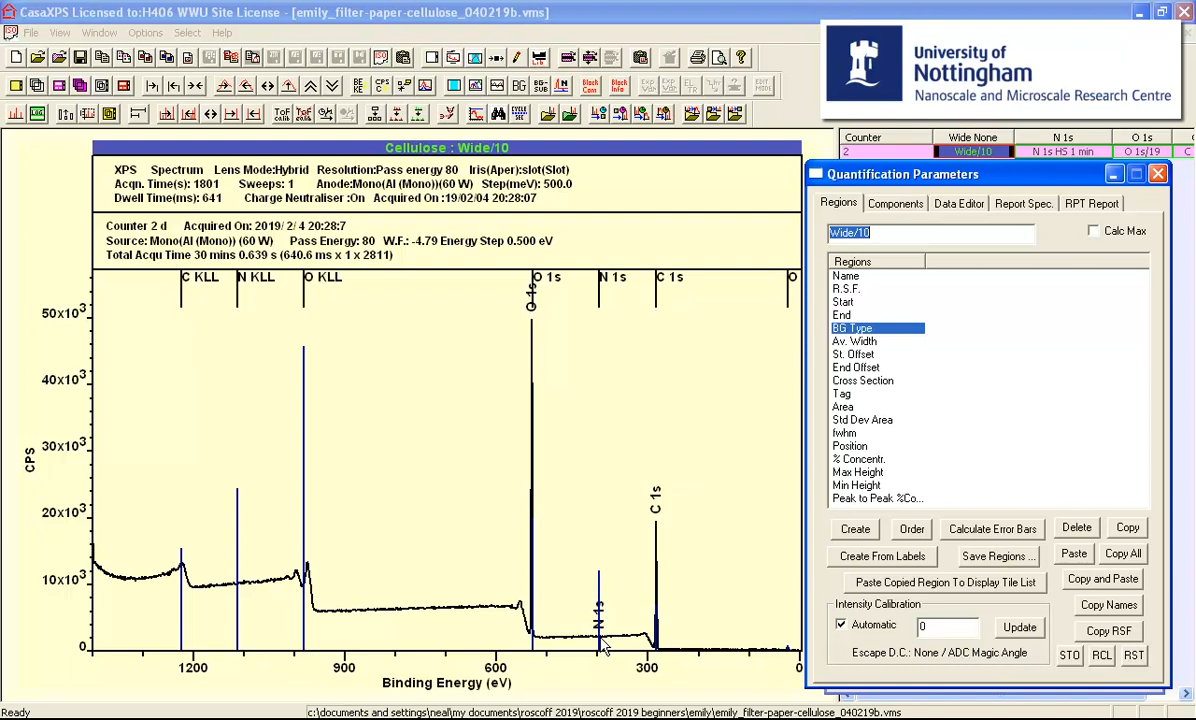 CasaXPS Licensed to:H406 WWU Site License - [emily_filter-paper-cellulose_040219b.vms]
File View Window Options Select Help
University of
Nottingham
Nanoscale and Microscale Research Centre
Counter Wide None N 1s O 1s
2 Wide/10 N 1s HS 1 min O 1s/19 C
Cellulose : Wide/10
XPS Spectrum Lens Mode:Hybrid Resolution:Pass energy 80 Iris(Aper):slot(Slot)
Acqn. Time(s): 1801 Sweeps: 1 Anode:Mono(Al (Mono))(60 W) Step(meV): 500.0
Dwell Time(ms): 641 Charge Neutraliser :On Acquired On :19/02/04 20:28:07
Counter 2 d Acquired On: 2019/ 2/ 4 20:28:7
Source: Mono(Al (Mono)) (60 W) Pass Energy: 80 W.F.: -4.79 Energy Step 0.500 eV
Total Acqu Time 30 mins 0.639 s (640.6 ms x 1 x 2811)
C KLL N KLL O KLL O 1s N 1s C 1s O
O 1s
C 1s
N 1s
50x10³
40x10³
30x10³
20x10³
10x10³
0
CPS
1200 900 600 300 0
Binding Energy (eV)
Quantification Parameters
Regions Components Data Editor Report Spec. RPT Report
Wide/10 Calc Max
Regions
Name
R.S.F.
Start
End
BG Type
Av. Width
St. Offset
End Offset
Cross Section
Tag
Area
Std Dev Area
fwhm
Position
% Concentr.
Max Height
Min Height
Peak to Peak %Co...
Create Order Calculate Error Bars Delete Copy
Create From Labels Save Regions ... Paste Copy All
Paste Copied Region To Display Tile List Copy and Paste
Intensity Calibration Copy Names
Automatic 0 Update Copy RSF
Escape D.C.: None / ADC Magic Angle STO RCL RST
Ready c:\documents and settings\neal\my documents\roscoff 2019\roscoff 2019 beginners\emily\emily_filter-paper-cellulose_040219b.vms